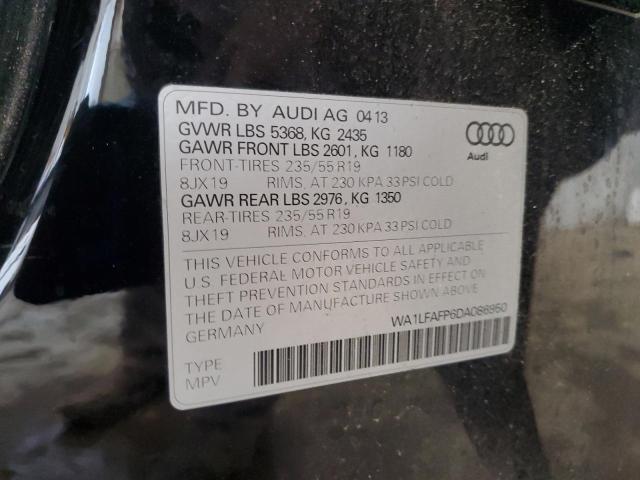 MFD. BY AUDI AG 04 13
GVWR LBS 5368, KG 2435
GAWR FRONT LBS 2601, KG 1180
FRONT-TIRES 235/55 R19
8JX19 RIMS, AT 230 KPA 33 PSI COLD
GAWR REAR LBS 2976, KG 1350
REAR-TIRES 235/55 R19
8JX19 RIMS, AT 230 KPA 33 PSI COLD
Audi
THIS VEHICLE CONFORMS TO ALL APPLICABLE
U.S. FEDERAL MOTOR VEHICLE SAFETY AND
THEFT PREVENTION STANDARDS IN EFFECT ON
THE DATE OF MANUFACTURE SHOWN ABOVE.
GERMANY
WA1LFAFP6DA086950
TYPE
MPV